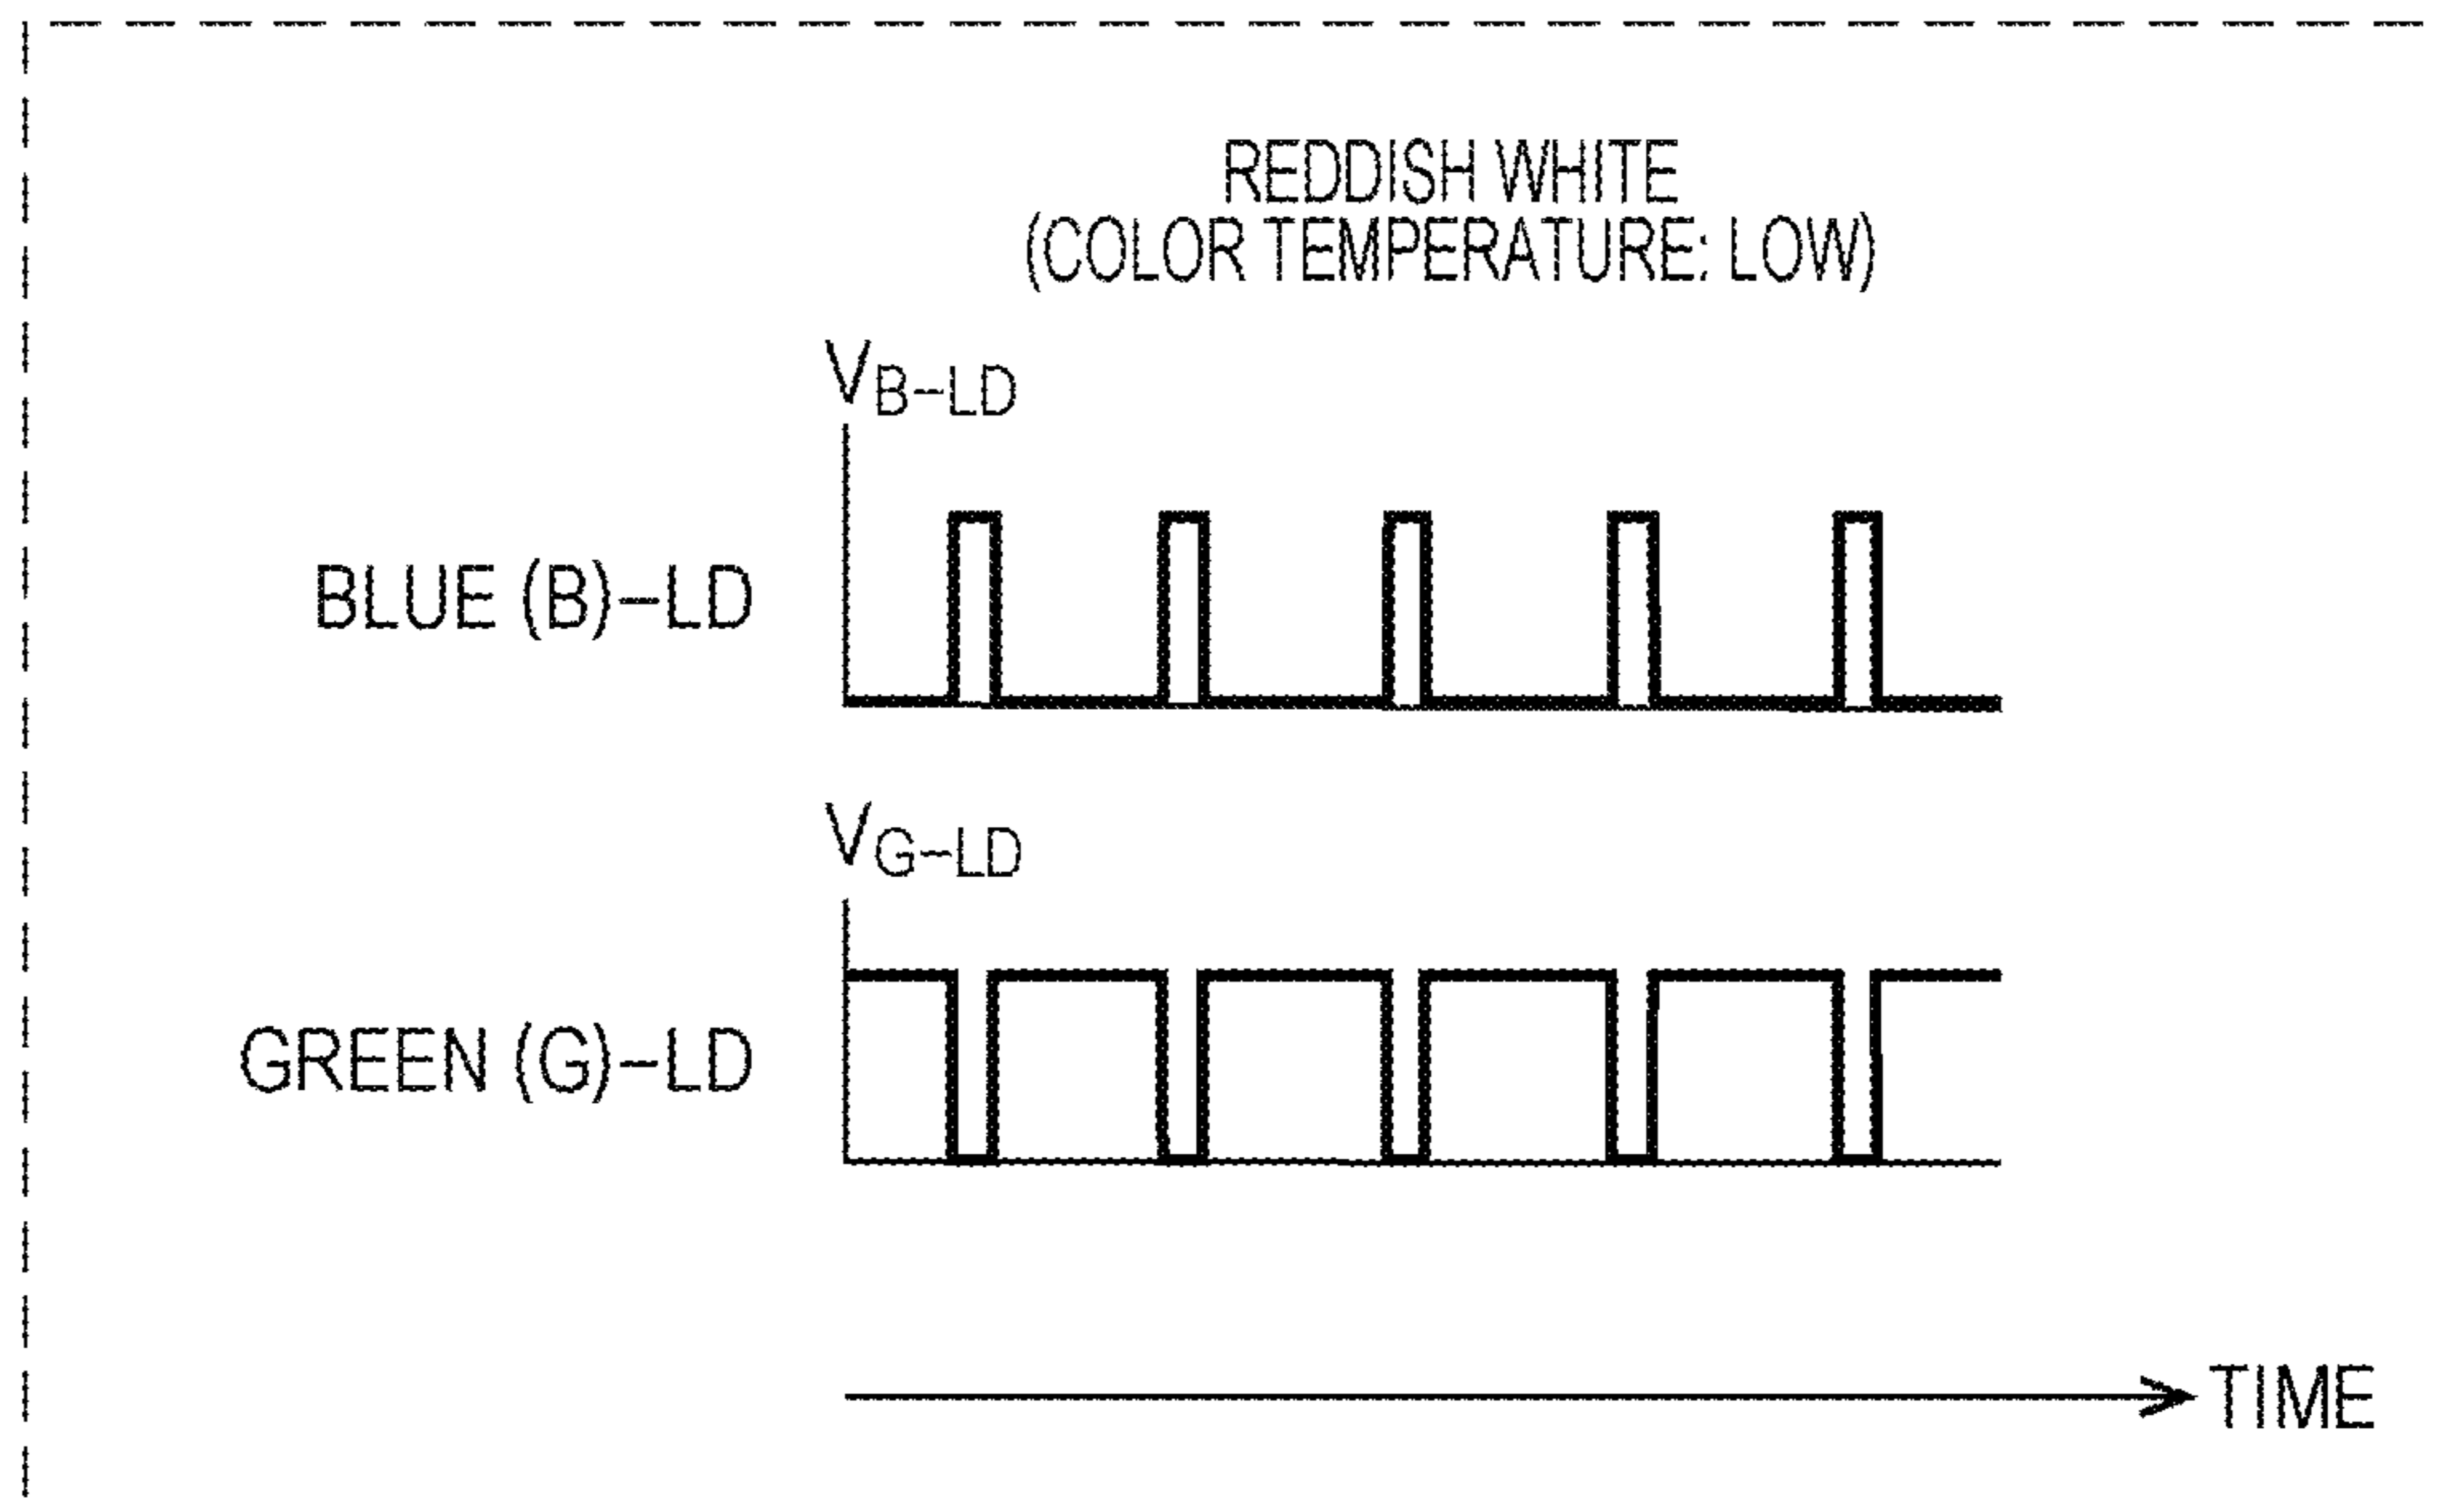 REDDISH WHITE
(COLOR TEMPERATURE: LOW)
VB-LD
BLUE (B)-LD
VG-LD
GREEN (G)-LD
TIME